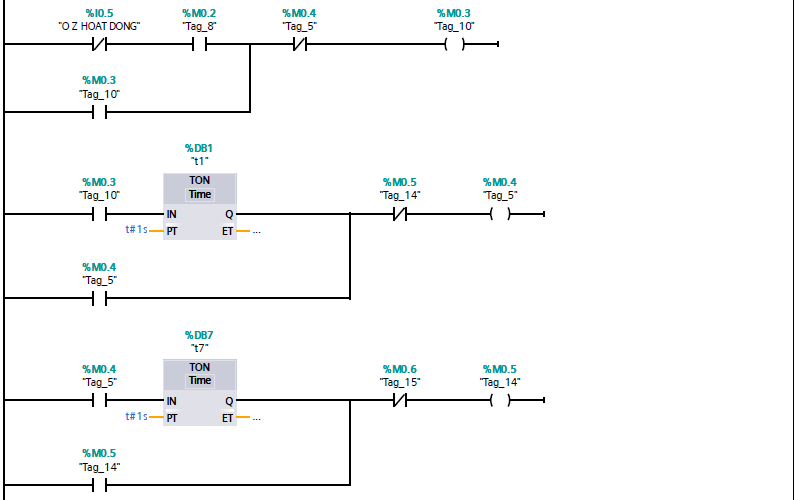 %I0.5 %M0.2 %M0.4 %M0.3
"O Z HOAT DONG" "Tag_8" "Tag_5" "Tag_10"
%M0.3
"Tag_10"
%DB1
"t1"
TON
Time
%M0.3 %M0.5 %M0.4
"Tag_10" "Tag_14" "Tag_5"
IN Q
t#1s PT ET ...
%M0.4
"Tag_5"
%DB7
"t7"
TON
Time
%M0.4 %M0.6 %M0.5
"Tag_5" "Tag_15" "Tag_14"
IN Q
t#1s PT ET ...
%M0.5
"Tag_14"